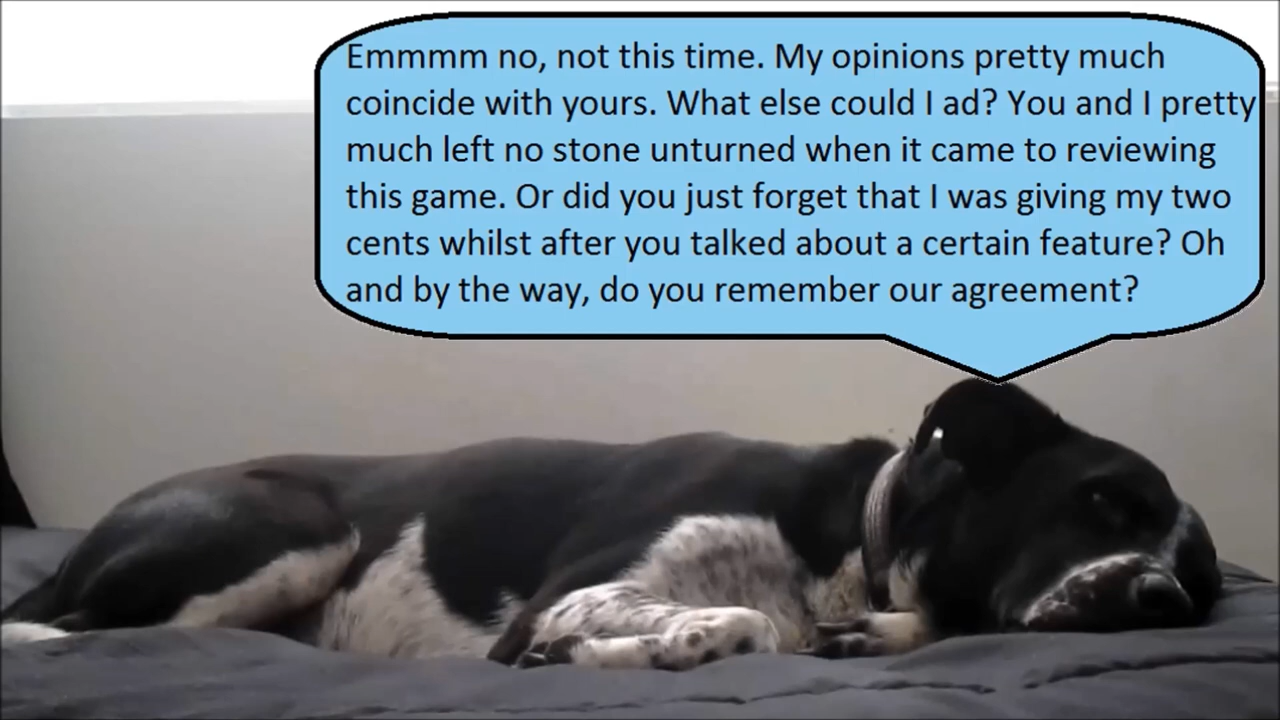 Emmmm no, not this time. My opinions pretty much
coincide with yours. What else could I ad? You and I pretty
much left no stone unturned when it came to reviewing
this game. Or did you just forget that I was giving my two
cents whilst after you talked about a certain feature? Oh
and by the way, do you remember our agreement?